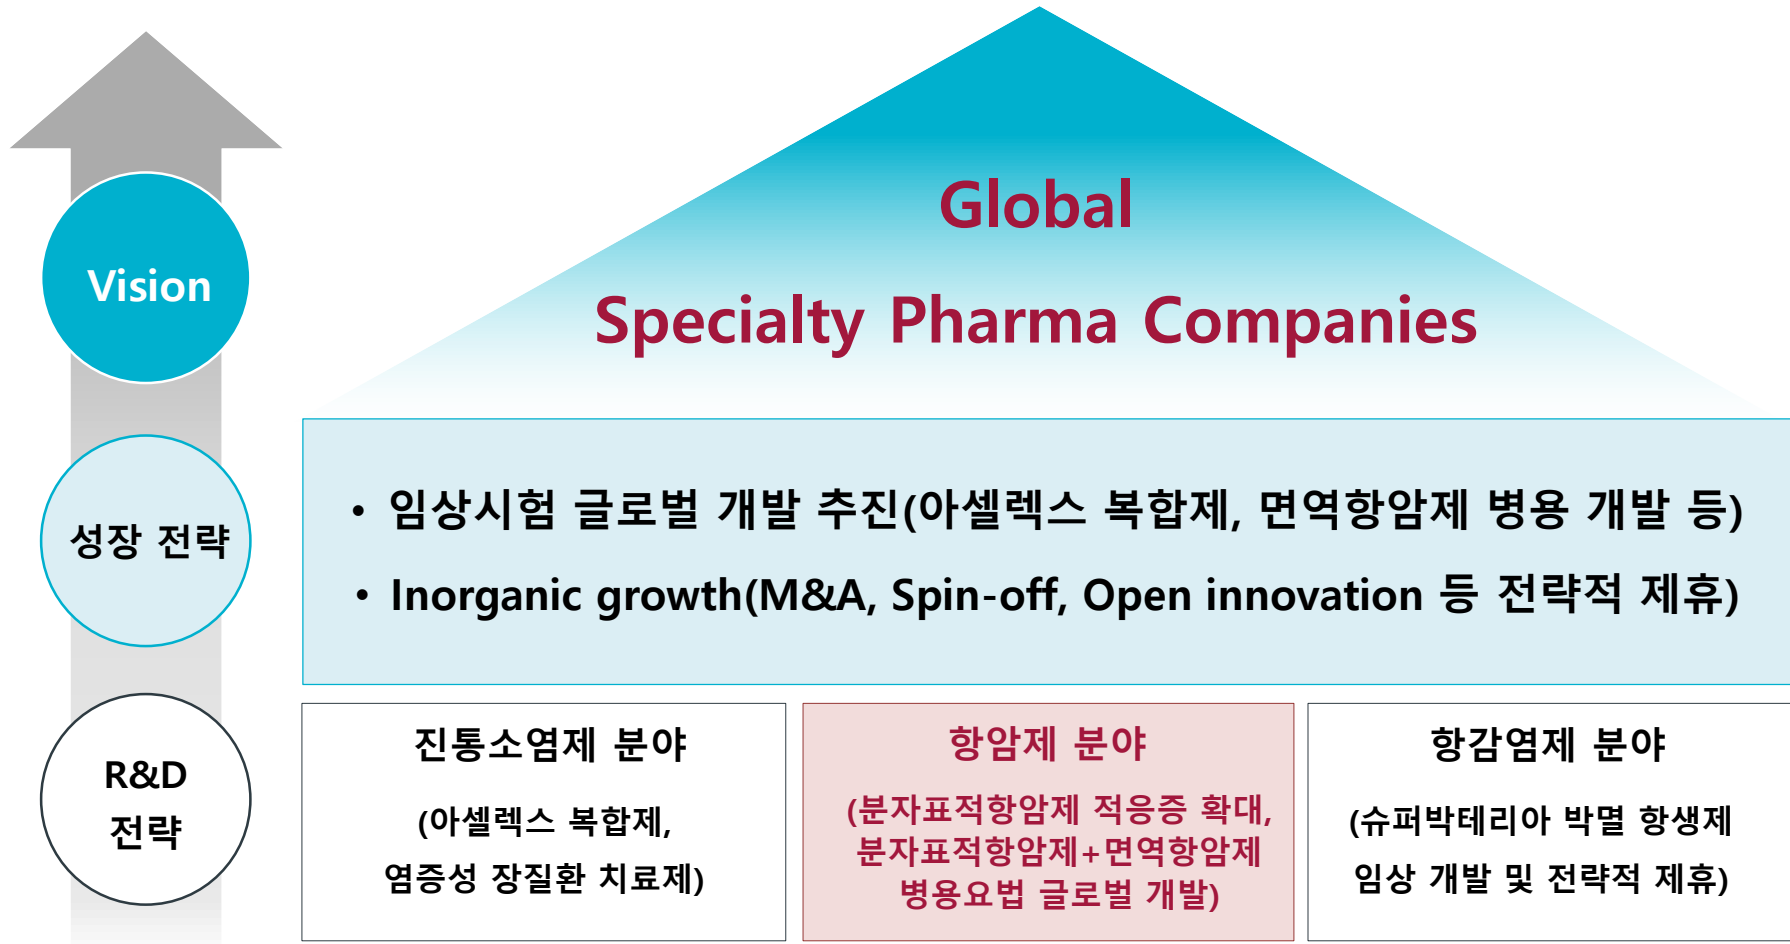 Vision
Global
Specialty Pharma Companies
성장 전략
• 임상시험 글로벌 개발 추진(아셀렉스 복합제, 면역항암제 병용 개발 등)
• Inorganic growth(M&A, Spin-off, Open innovation 등 전략적 제휴)
R&D
전략
진통소염제 분야
(아셀렉스 복합제,
염증성 장질환 치료제)
항암제 분야
(분자표적항암제 적응증 확대,
분자표적항암제+면역항암제
병용요법 글로벌 개발)
항감염제 분야
(슈퍼박테리아 박멸 항생제
임상 개발 및 전략적 제휴)